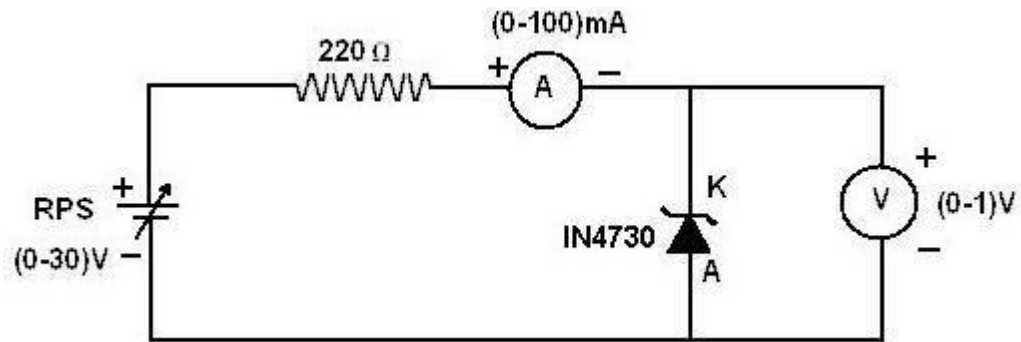 (0-100)mA
220 Ω
+ A −
K
+
RPS
(0-30)V −
+
V
(0-1)V
−
IN4730
A